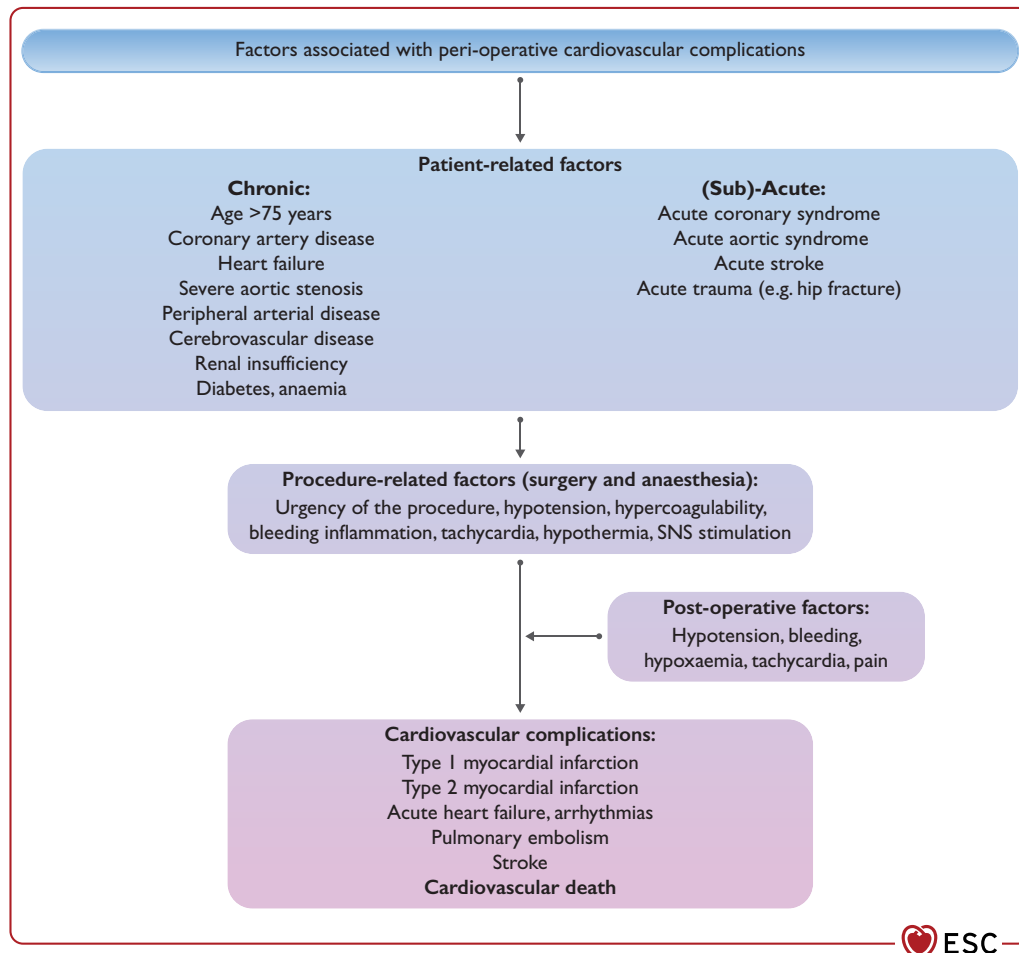 Factors associated with peri-operative cardiovascular complications
Patient-related factors
Chronic:
Age >75 years
Coronary artery disease
Heart failure
Severe aortic stenosis
Peripheral arterial disease
Cerebrovascular disease
Renal insufficiency
Diabetes, anaemia
(Sub)-Acute:
Acute coronary syndrome
Acute aortic syndrome
Acute stroke
Acute trauma (e.g. hip fracture)
Procedure-related factors (surgery and anaesthesia):
Urgency of the procedure, hypotension, hypercoagulability,
bleeding inflammation, tachycardia, hypothermia, SNS stimulation
Post-operative factors:
Hypotension, bleeding,
hypoxaemia, tachycardia, pain
Cardiovascular complications:
Type 1 myocardial infarction
Type 2 myocardial infarction
Acute heart failure, arrhythmias
Pulmonary embolism
Stroke
Cardiovascular death
ESC